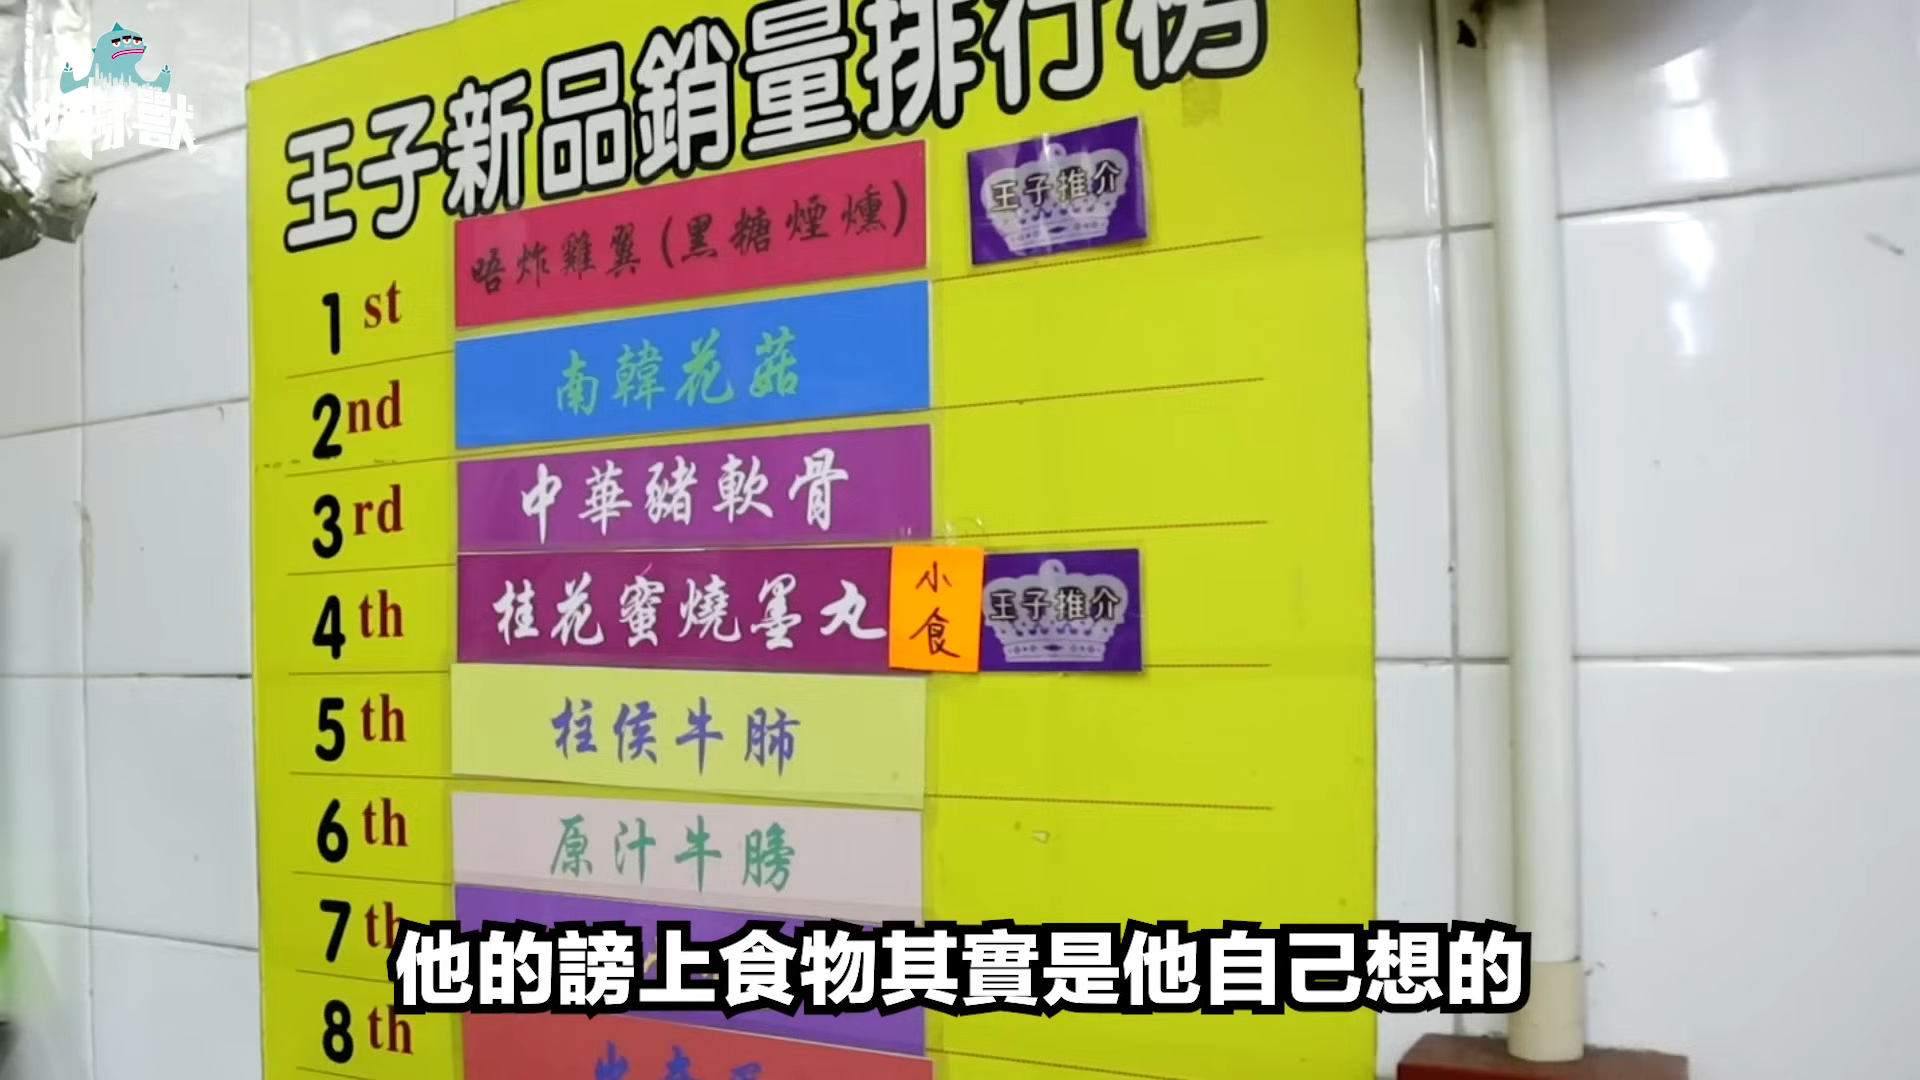 王子新品銷量排行榜
1st 唔炸雞翼(黑糖煙燻) 王子推介
2nd 南韓花菇
3rd 中華豬軟骨
4th 桂花蜜燒墨丸 小食 王子推介
5th 柱侯牛肺
6th 原汁牛膀
7th
8th
他的謗上食物其實是他自己想的